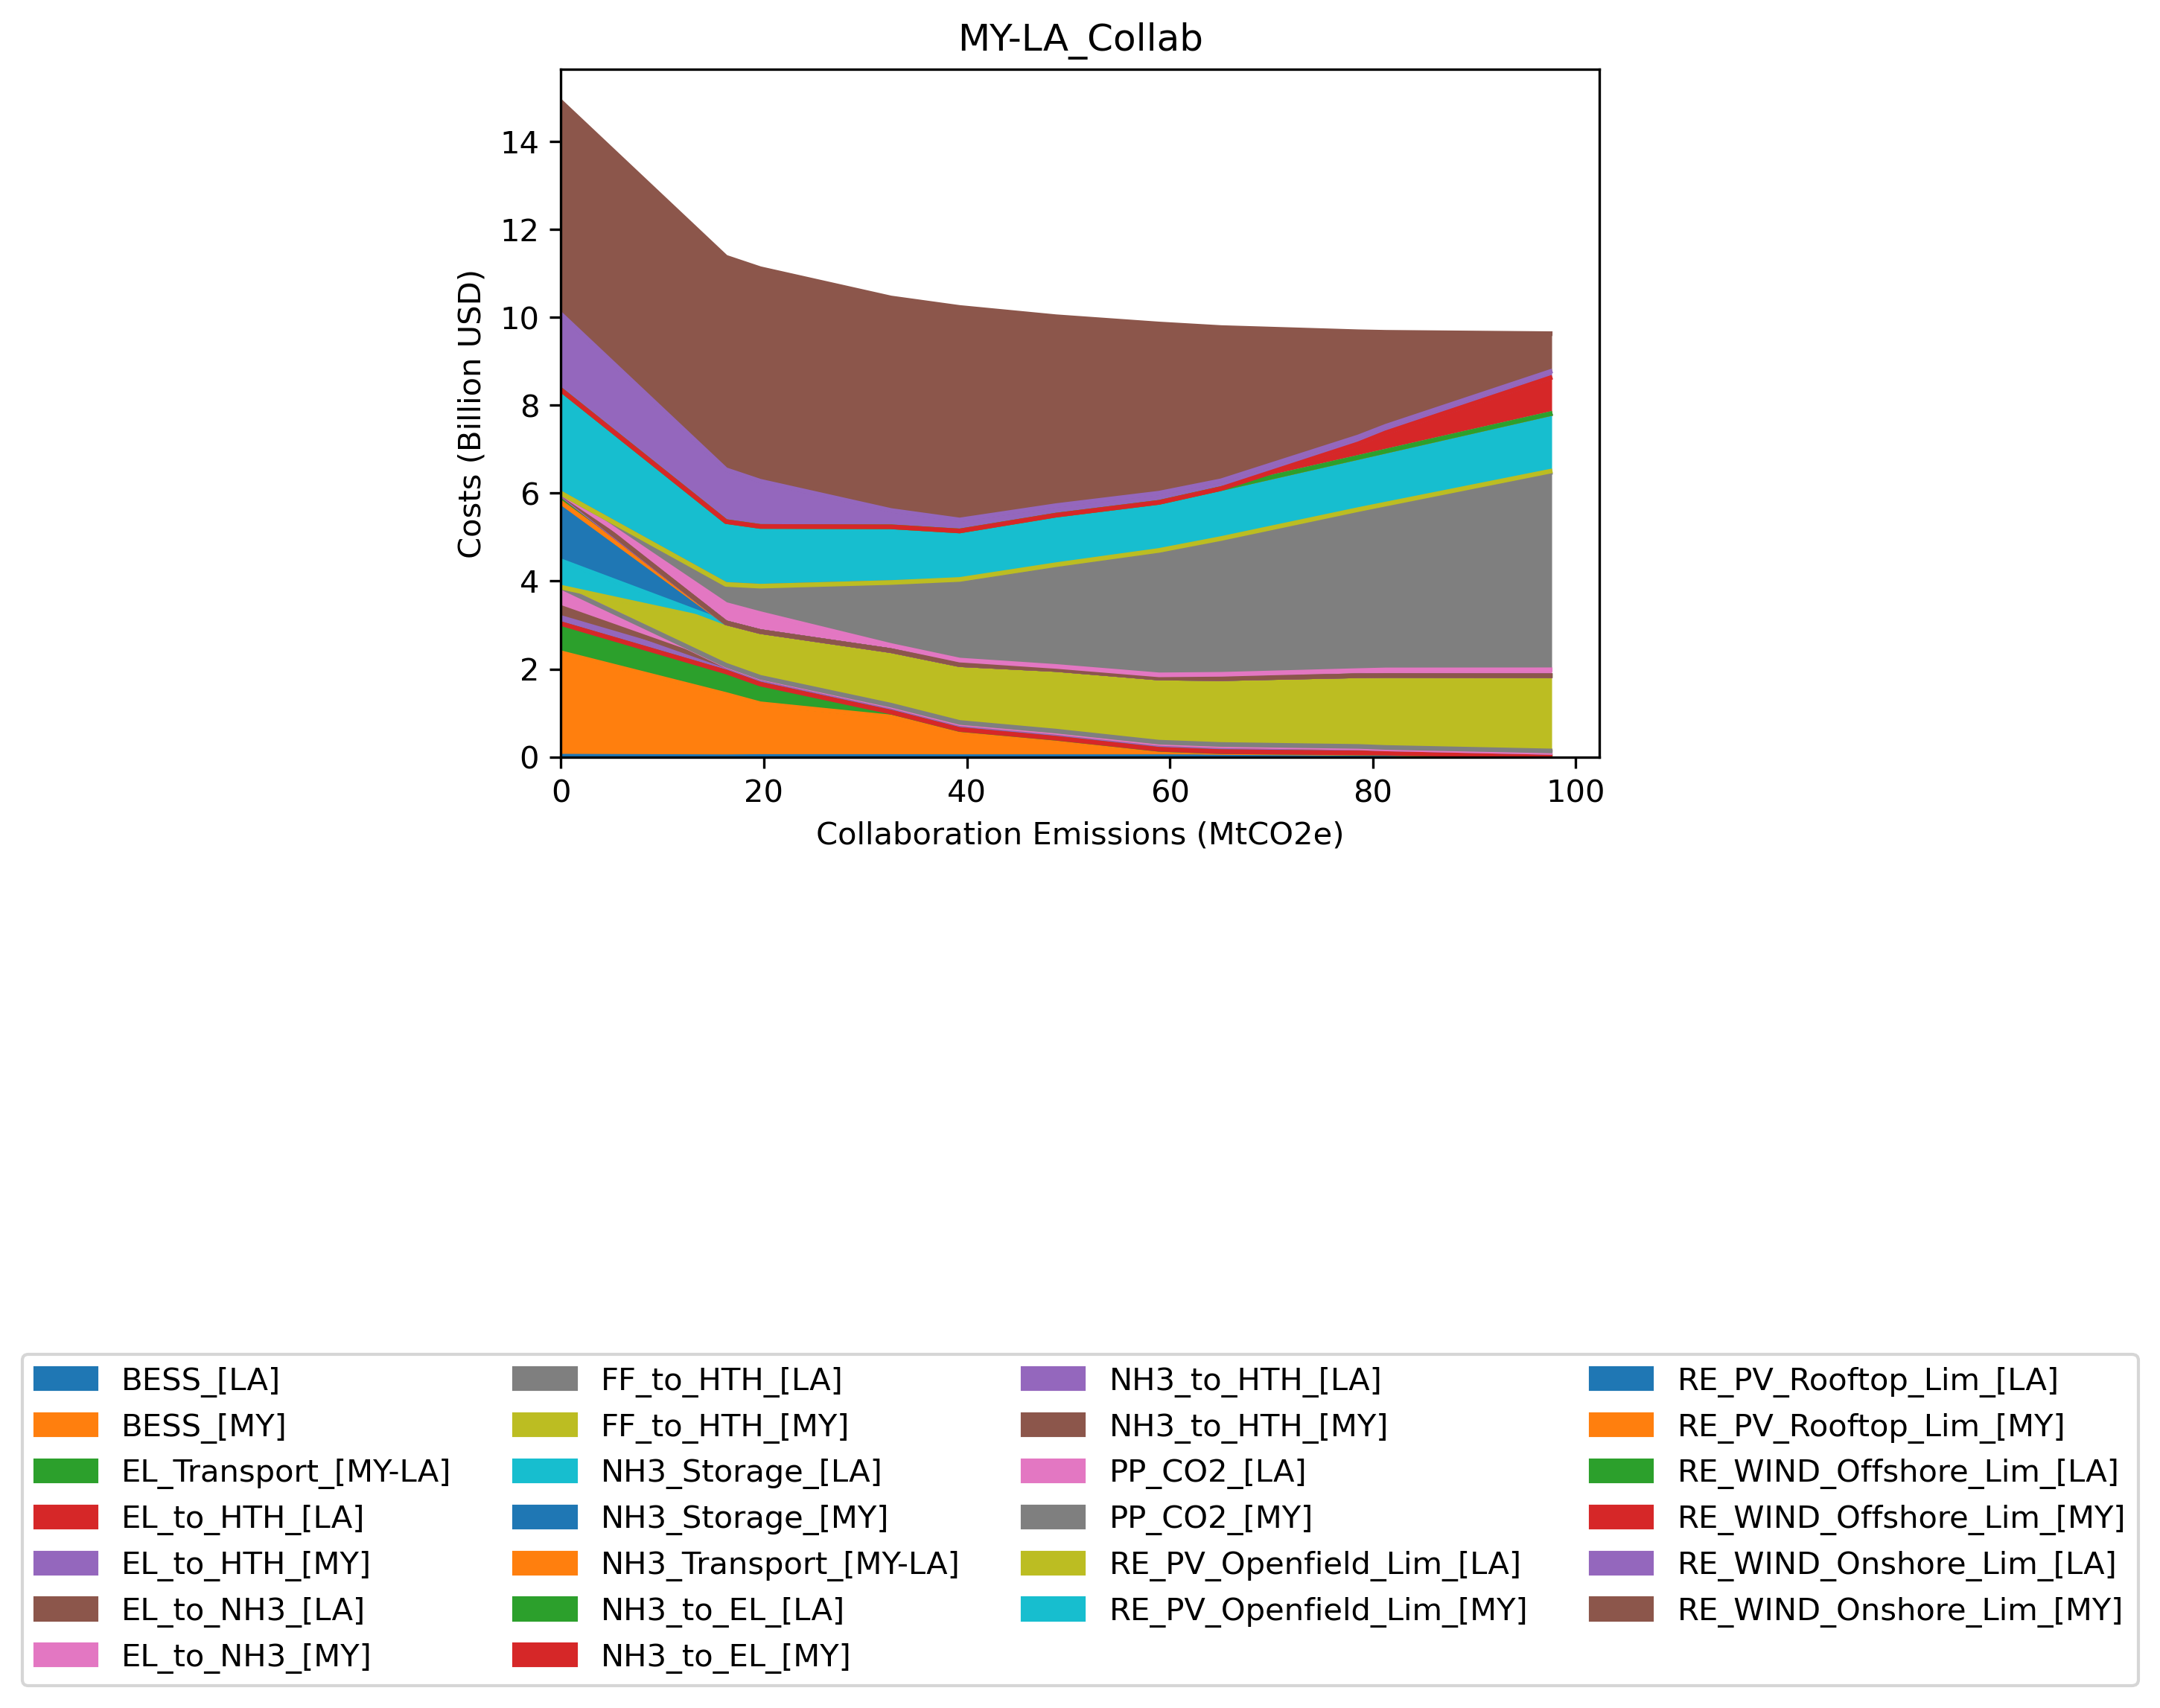 MY-LA_Collab
Costs (Billion USD)
14
12
10
8
6
4
2
0
0 20 40 60 80 100
Collaboration Emissions (MtCO2e)
BESS_[LA]
BESS_[MY]
EL_Transport_[MY-LA]
EL_to_HTH_[LA]
EL_to_HTH_[MY]
EL_to_NH3_[LA]
EL_to_NH3_[MY]
FF_to_HTH_[LA]
FF_to_HTH_[MY]
NH3_Storage_[LA]
NH3_Storage_[MY]
NH3_Transport_[MY-LA]
NH3_to_EL_[LA]
NH3_to_EL_[MY]
NH3_to_HTH_[LA]
NH3_to_HTH_[MY]
PP_CO2_[LA]
PP_CO2_[MY]
RE_PV_Openfield_Lim_[LA]
RE_PV_Openfield_Lim_[MY]
RE_PV_Rooftop_Lim_[LA]
RE_PV_Rooftop_Lim_[MY]
RE_WIND_Offshore_Lim_[LA]
RE_WIND_Offshore_Lim_[MY]
RE_WIND_Onshore_Lim_[LA]
RE_WIND_Onshore_Lim_[MY]